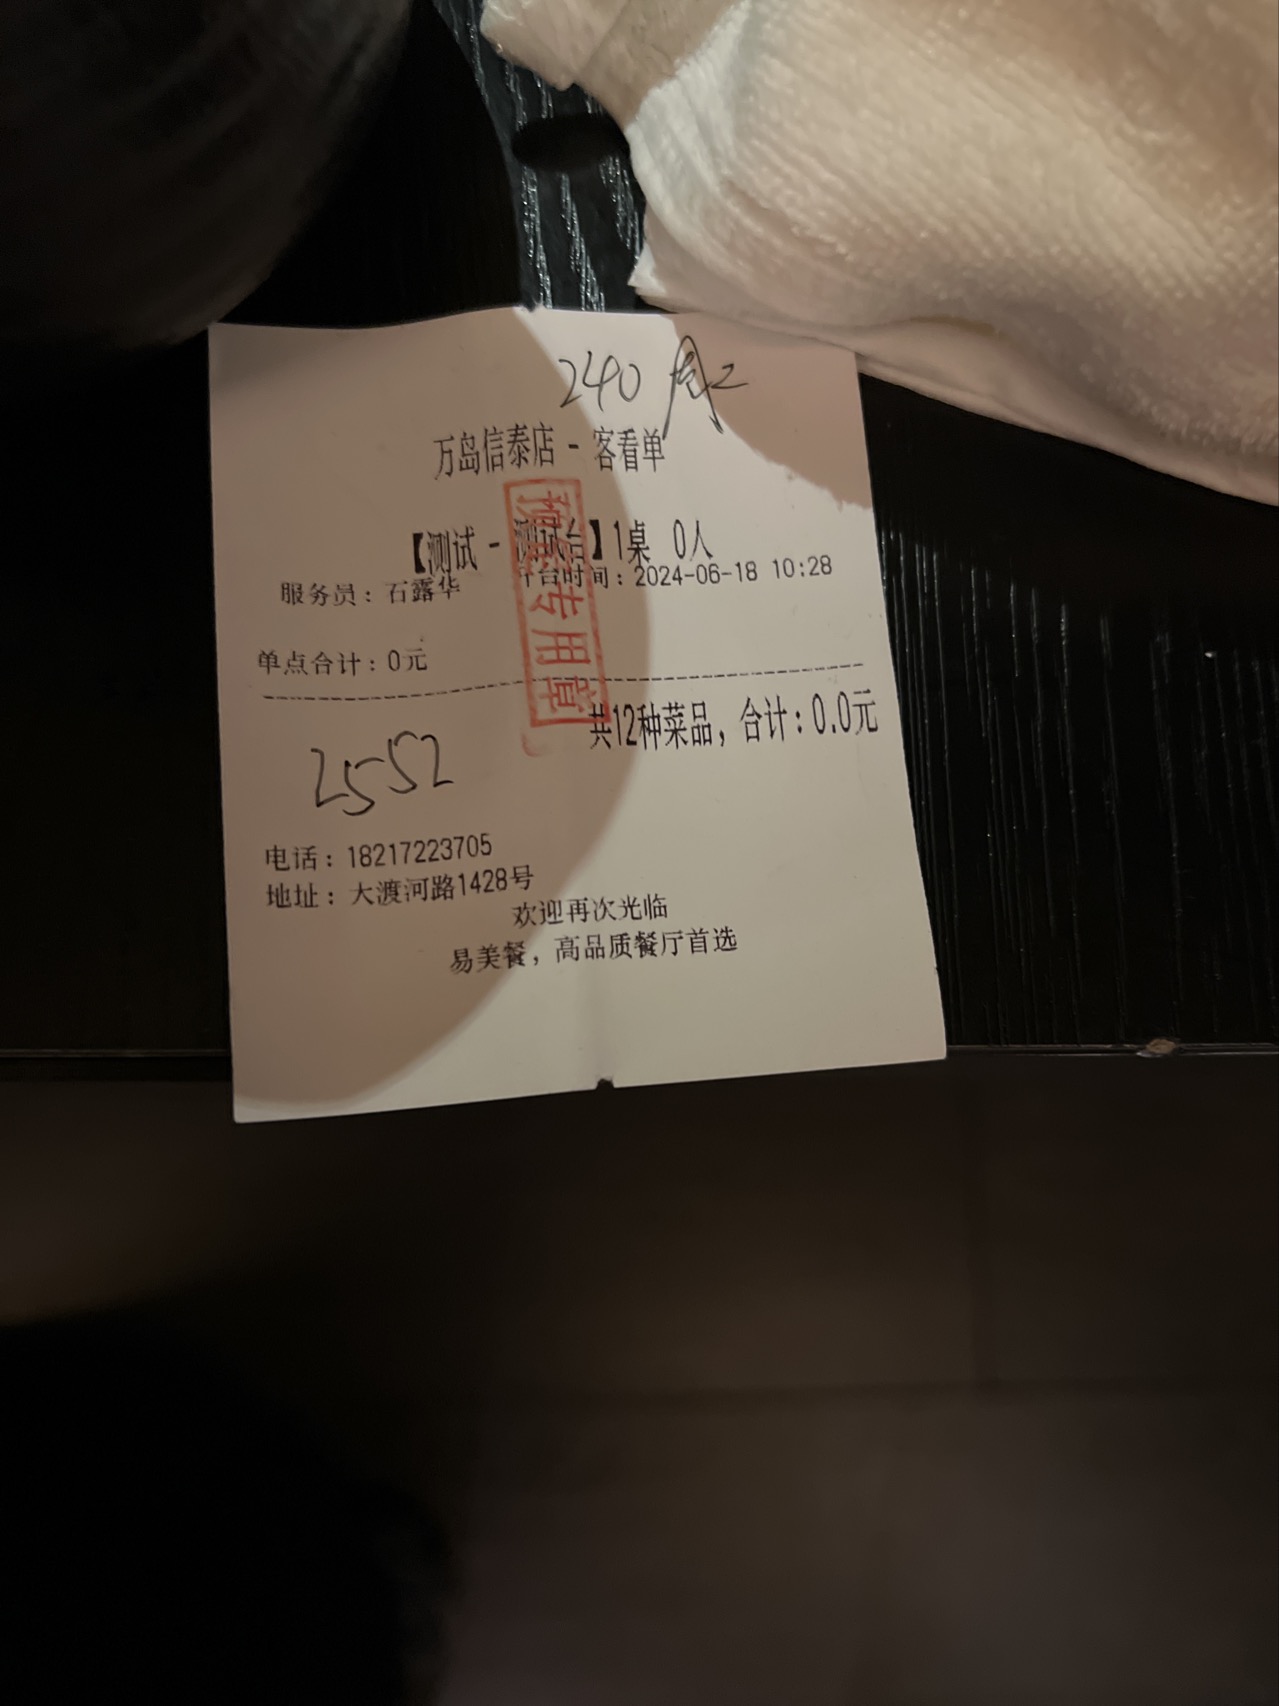 240
万岛信泰店 - 客看单
【测试 - 测试台】1桌 0人
服务员：石露华
开台时间：2024-06-18 10:28
专用章
单点合计：0元
共12种菜品，合计：0.0元
2552
电话：18217223705
地址：大渡河路1428号
欢迎再次光临
易美餐，高品质餐厅首选